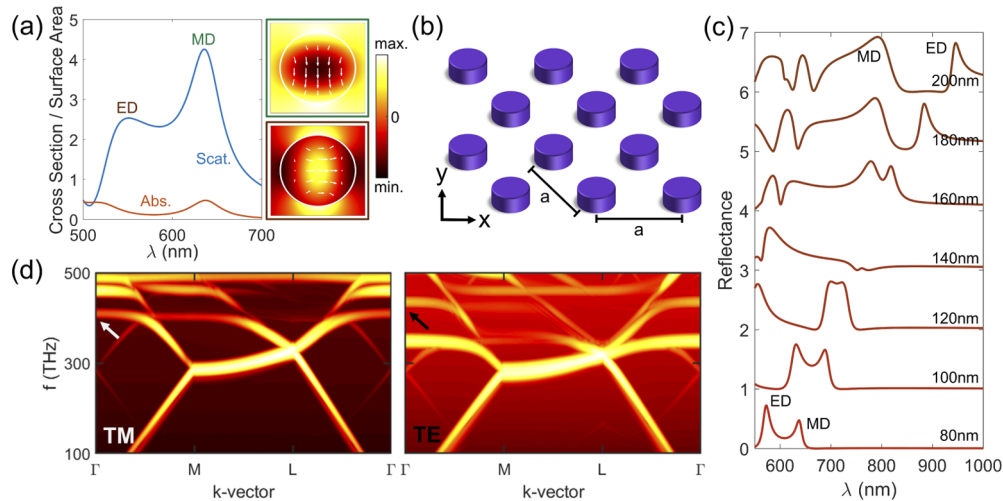 (a)
Cross Section / Surface Area
5
4
3
2
1
0
MD
ED
Scat.
Abs.
500
600
700
λ (nm)
max.
0
min.
(b)
y
x
a
a
(c)
Reflectance
7
6
5
4
3
2
1
0
MD
ED
200nm
180nm
160nm
140nm
120nm
100nm
ED
MD
80nm
600
700
800
900
1000
λ (nm)
(d)
f (THz)
500
300
100
TM
Γ
M
L
Γ
k-vector
TE
Γ
M
L
Γ
k-vector